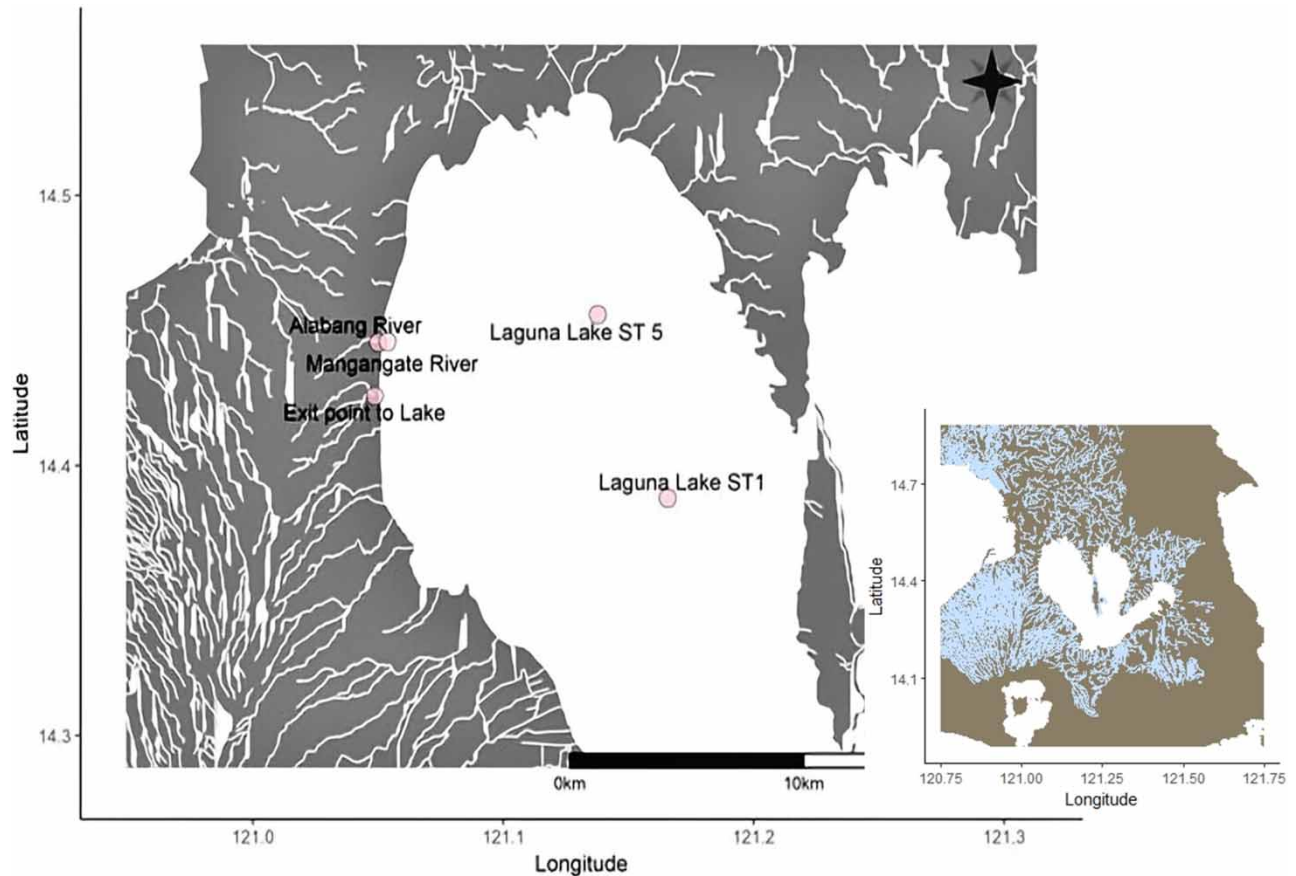 14.5
14.4
14.3
Latitude
Alabang River
Mangangate River
Exit point to Lake
Laguna Lake ST 5
Laguna Lake ST1
0km
10km
121.0
121.1
121.2
121.3
Longitude
14.7
14.4
14.1
Latitude
120.75
121.00
121.25
121.50
121.75
Longitude